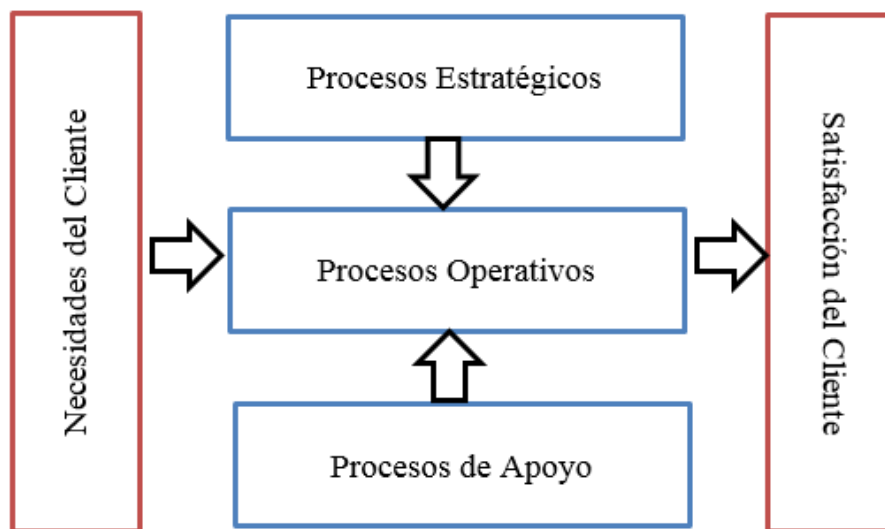 Necesidades del Cliente
Procesos Estratégicos
Procesos Operativos
Procesos de Apoyo
Satisfacción del Cliente